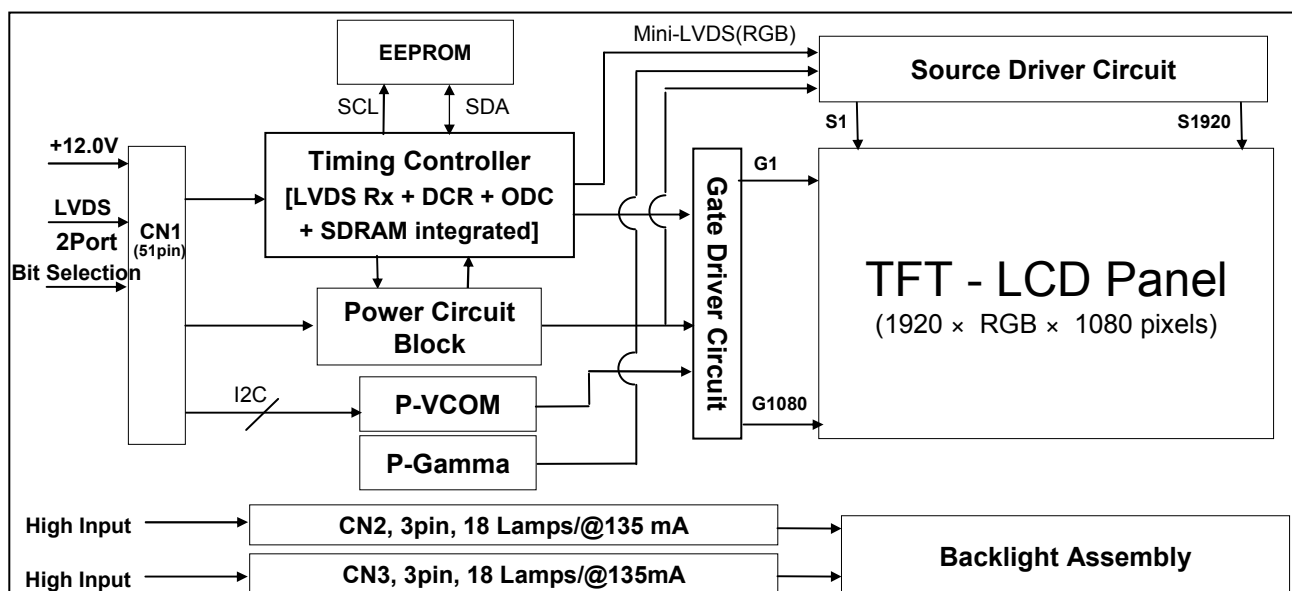 Mini-LVDS(RGB)
EEPROM
Source Driver Circuit
SCL
SDA
S1
S1920
+12.0V
LVDS
2Port
Bit Selection
CN1
(51pin)
Timing Controller
[LVDS Rx + DCR + ODC
+ SDRAM integrated]
Power Circuit
Block
I2C
P-VCOM
P-Gamma
Gate Driver Circuit
G1
G1080
TFT - LCD Panel
(1920 × RGB × 1080 pixels)
High Input
CN2, 3pin, 18 Lamps/@135 mA
High Input
CN3, 3pin, 18 Lamps/@135mA
Backlight Assembly